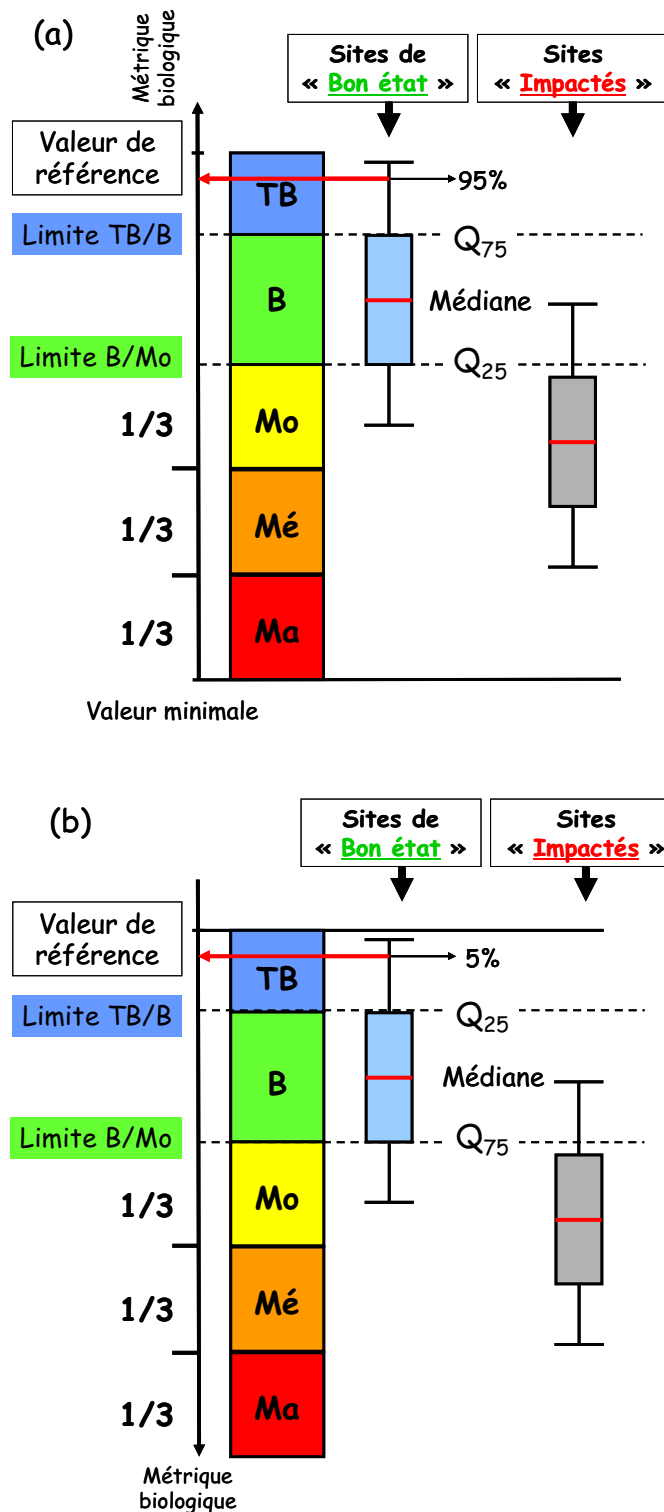 (a)
Métrique
biologique
Sites de
« Bon état »
Sites
« Impactés »
Valeur de
référence
TB
95%
Limite TB/B
Q75
B
Médiane
Limite B/Mo
Q25
1/3
Mo
1/3
Mé
1/3
Ma
Valeur minimale
(b)
Sites de
« Bon état »
Sites
« Impactés »
Valeur de
référence
TB
5%
Limite TB/B
Q25
B
Médiane
Limite B/Mo
Q75
1/3
Mo
1/3
Mé
1/3
Ma
Métrique
biologique